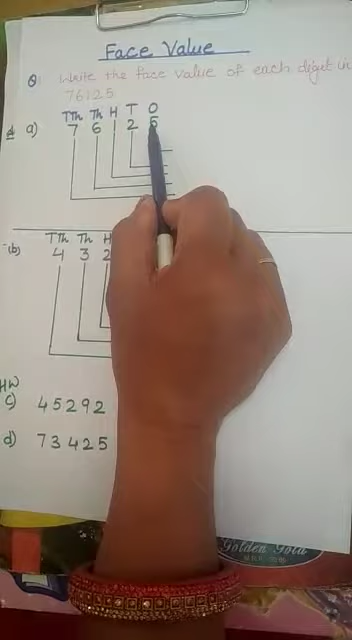 Face Value
Q Write the face value of each digit in
76125
TTh Th H T O
a) 7 6 1 2 5
TTh Th H
(b) 4 3 2
HW
c) 45292
d) 73425
Golden Gold